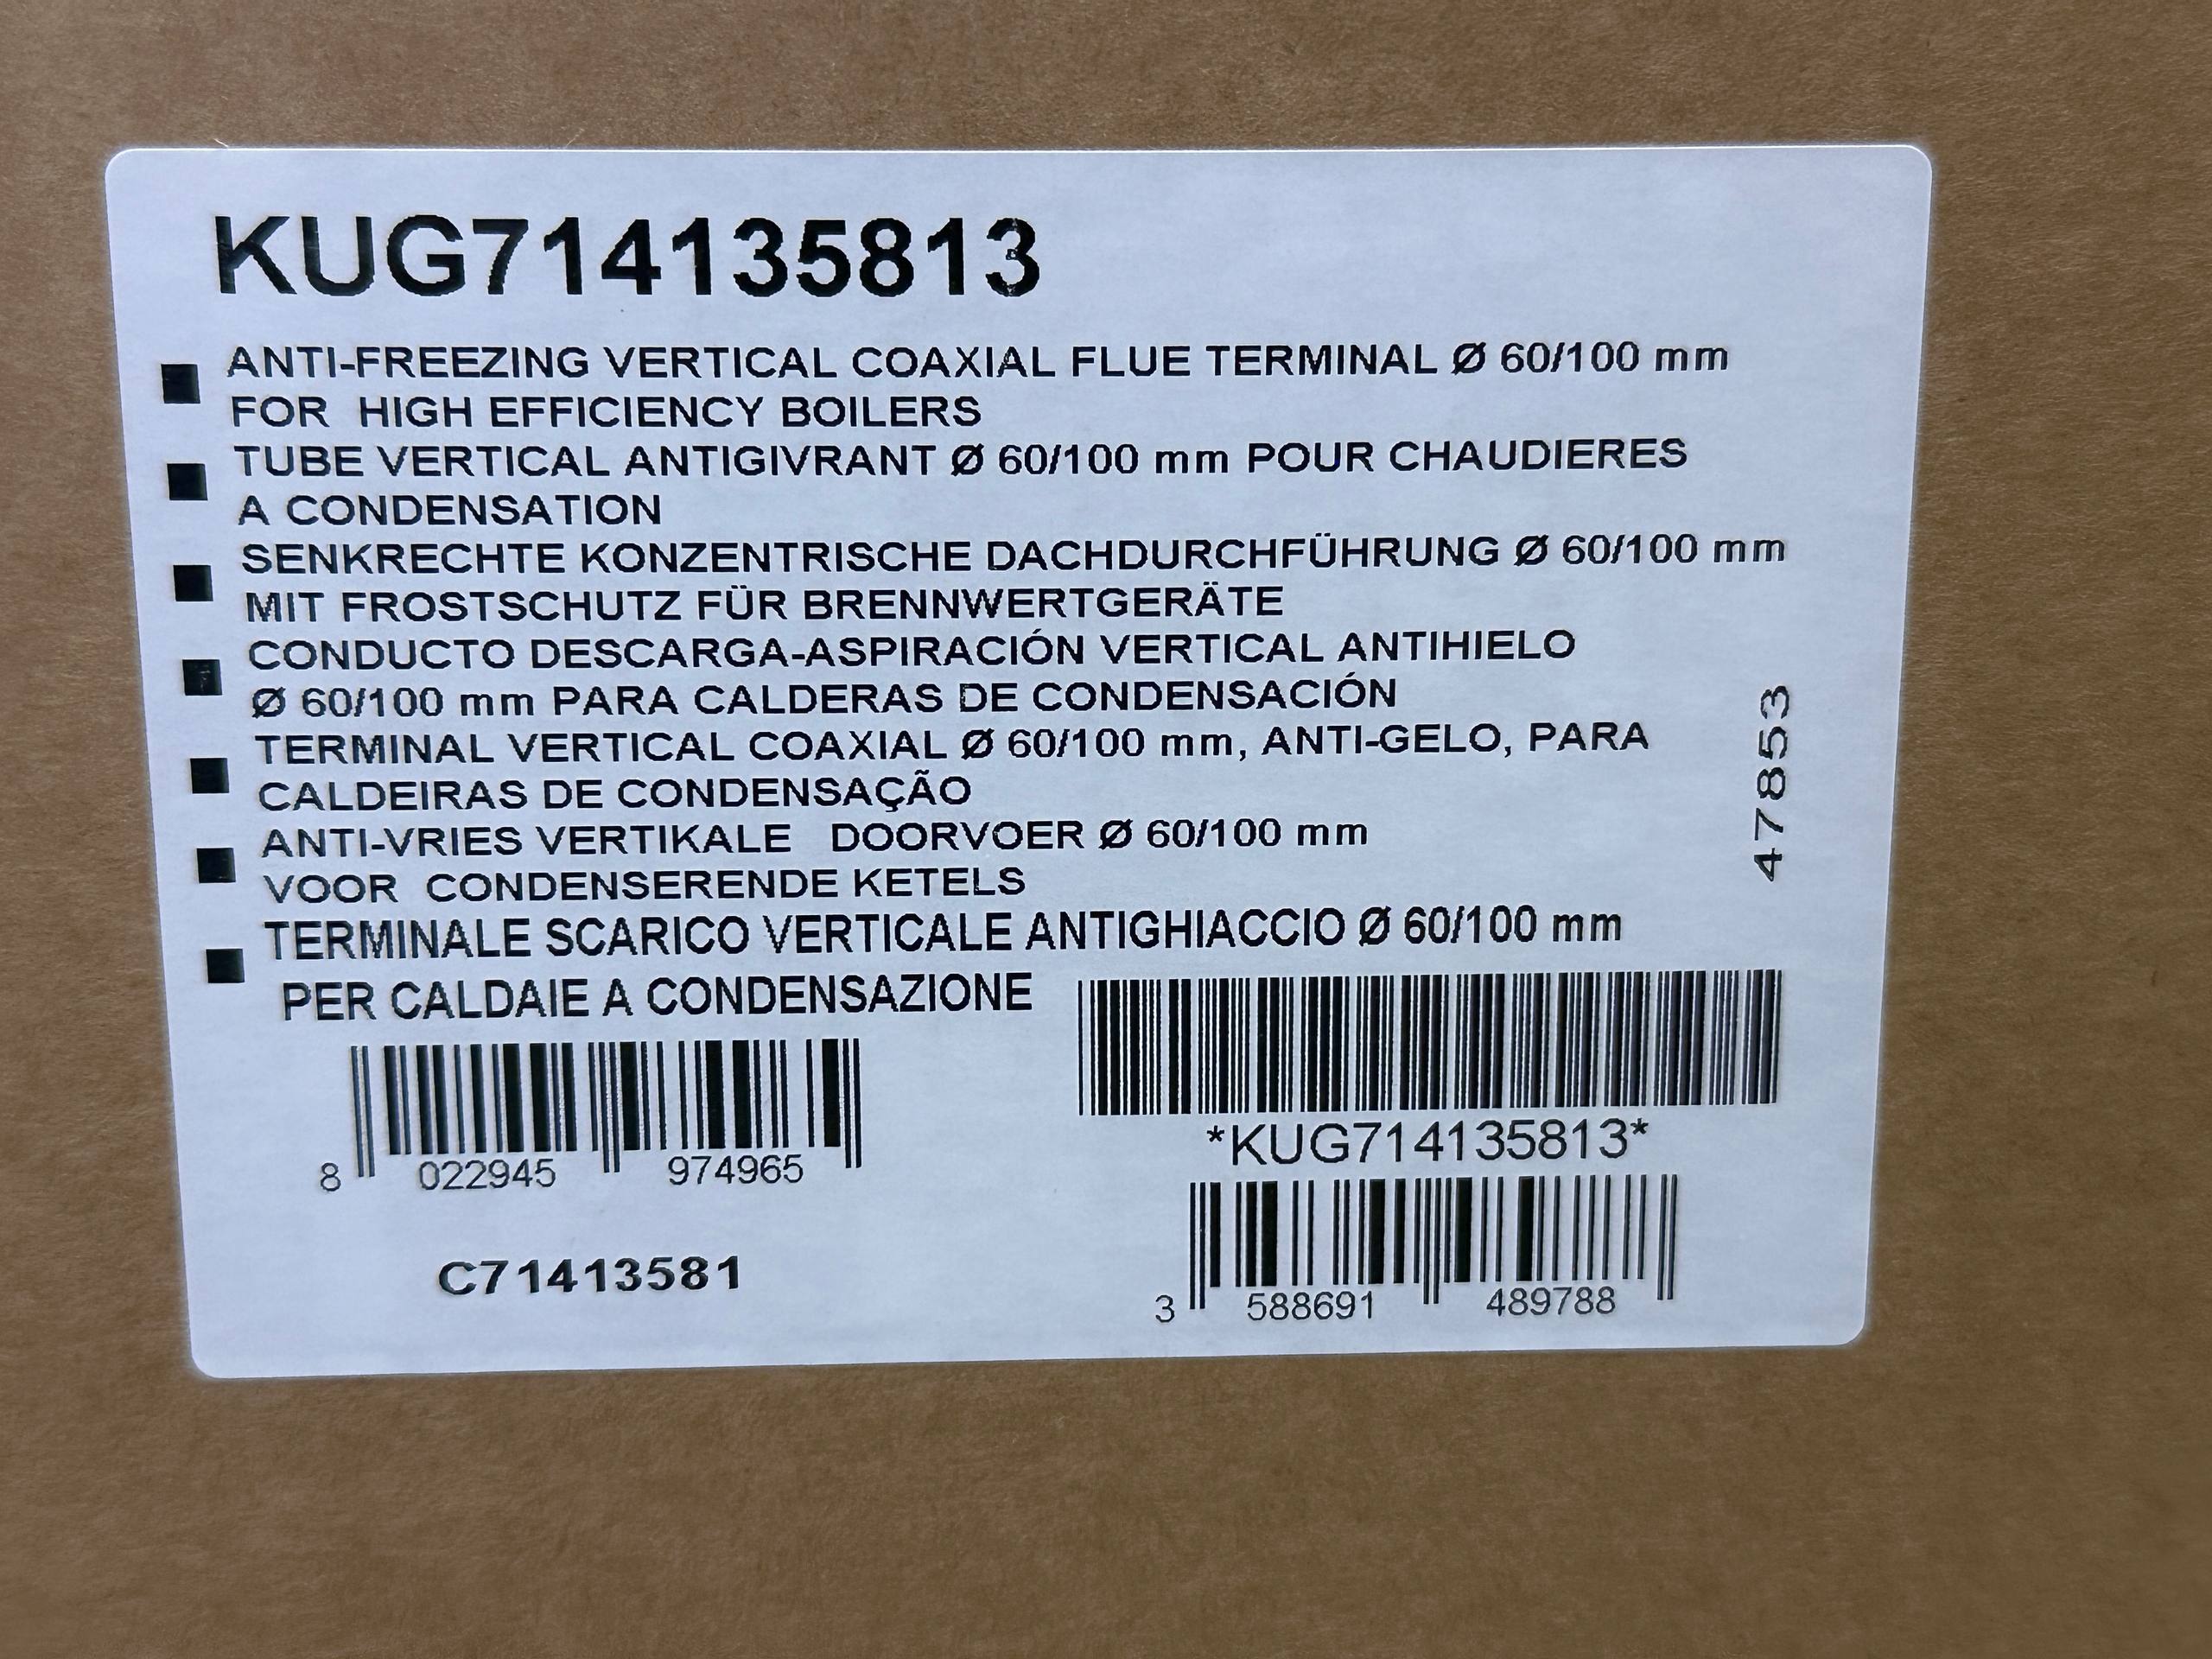 KUG714135813
ANTI-FREEZING VERTICAL COAXIAL FLUE TERMINAL Ø 60/100 mm
FOR HIGH EFFICIENCY BOILERS
TUBE VERTICAL ANTIGIVRANT Ø 60/100 mm POUR CHAUDIERES
A CONDENSATION
SENKRECHTE KONZENTRISCHE DACHDURCHFÜHRUNG Ø 60/100 mm
MIT FROSTSCHUTZ FÜR BRENNWERTGERÄTE
CONDUCTO DESCARGA-ASPIRACIÓN VERTICAL ANTIHIELO
Ø 60/100 mm PARA CALDERAS DE CONDENSACIÓN
TERMINAL VERTICAL COAXIAL Ø 60/100 mm, ANTI-GELO, PARA
CALDEIRAS DE CONDENSAÇÃO
ANTI-VRIES VERTIKALE DOORVOER Ø 60/100 mm
VOOR CONDENSERENDE KETELS
TERMINALE SCARICO VERTICALE ANTIGHIACCIO Ø 60/100 mm
PER CALDAIE A CONDENSAZIONE
47853
8 022945 974965
C71413581
*KUG714135813*
3 588691 489788